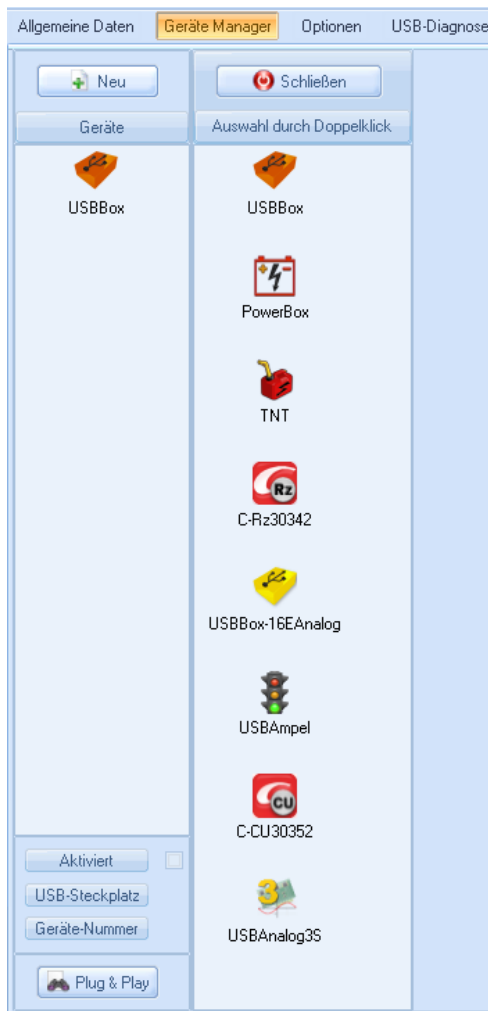 Allgemeine Daten Geräte Manager Optionen USB-Diagnose
Neu
Geräte
USBBox
Aktiviert
USB-Steckplatz
Geräte-Nummer
Plug & Play
Schließen
Auswahl durch Doppelklick
USBBox
PowerBox
TNT
Rz
C-Rz30342
USBBox-16EAnalog
USBAmpel
CU
C-CU30352
3
USBAnalog3S